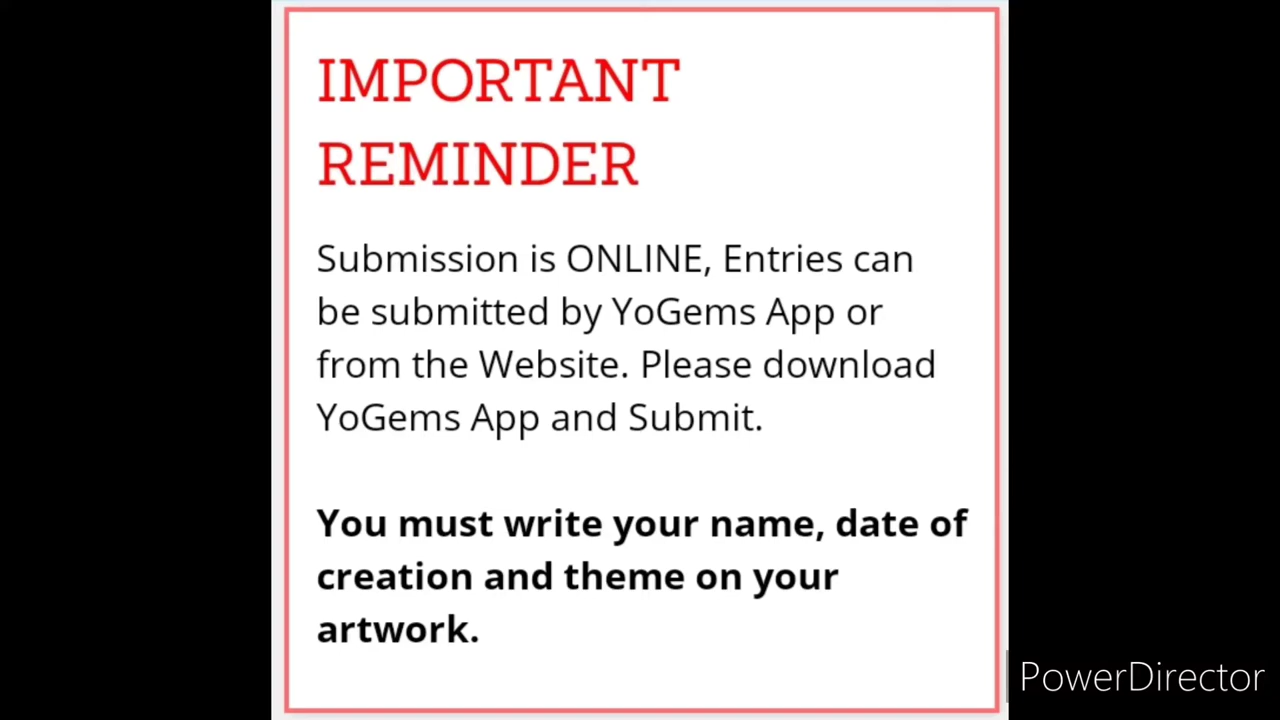 IMPORTANT
REMINDER
Submission is ONLINE, Entries can
be submitted by YoGems App or
from the Website. Please download
YoGems App and Submit.
You must write your name, date of
creation and theme on your
artwork.
PowerDirector